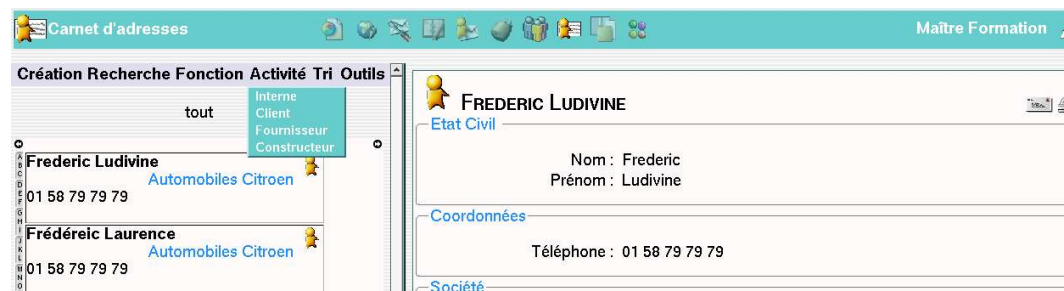 Carnet d'adresses
Maître Formation
Création Recherche Fonction Activité Tri Outils
Interne
Client
Fournisseur
Constructeur
tout
Frederic Ludivine
Automobiles Citroen
01 58 79 79 79
Frédéreic Laurence
Automobiles Citroen
01 58 79 79 79
A
B
C
D
E
F
G
H
I
J
K
L
M
N
O
FREDERIC LUDIVINE
Etat Civil
Nom : Frederic
Prénom : Ludivine
Coordonnées
Téléphone : 01 58 79 79 79
Société